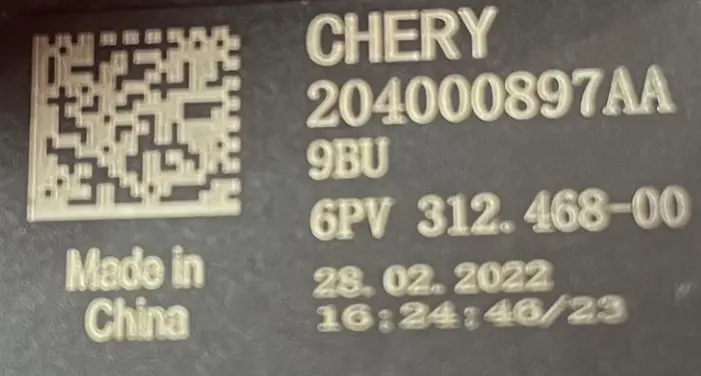 CHERY
204000897AA
9BU
6PV 312.468-00
28.02.2022
16:24:46/23
Made in
China